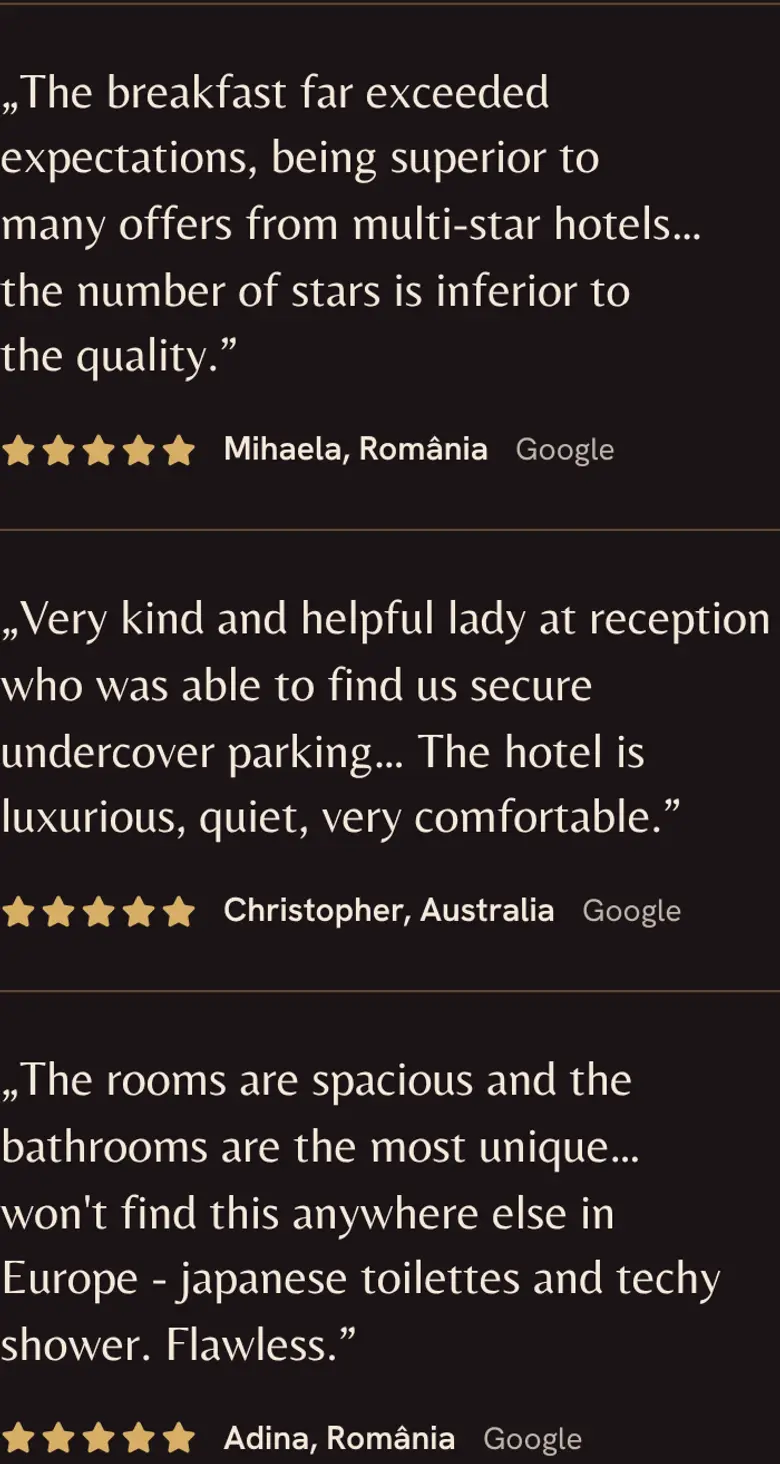 „The breakfast far exceeded
expectations, being superior to
many offers from multi-star hotels...
the number of stars is inferior to
the quality.”
Mihaela, România Google
„Very kind and helpful lady at reception
who was able to find us secure
undercover parking... The hotel is
luxurious, quiet, very comfortable.”
Christopher, Australia Google
„The rooms are spacious and the
bathrooms are the most unique...
won't find this anywhere else in
Europe - japanese toilettes and techy
shower. Flawless.”
Adina, România Google